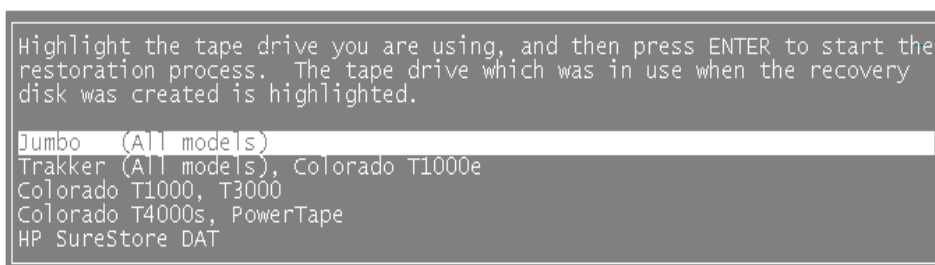 Highlight the tape drive you are using, and then press ENTER to start the
restoration process.  The tape drive which was in use when the recovery
disk was created is highlighted.
Jumbo   (All models)
Trakker (All models), Colorado T1000e
Colorado T1000, T3000
Colorado T4000s, PowerTape
HP SureStore DAT